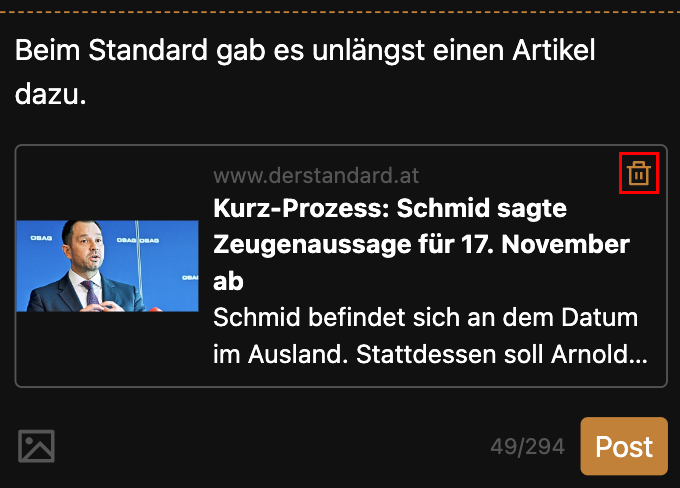 Beim Standard gab es unlängst einen Artikel
dazu.
www.derstandard.at
Kurz-Prozess: Schmid sagte
Zeugenaussage für 17. November
ab
Schmid befindet sich an dem Datum
im Ausland. Stattdessen soll Arnold...
ÖBAG
ÖBAG ÖBAG
49/294
Post